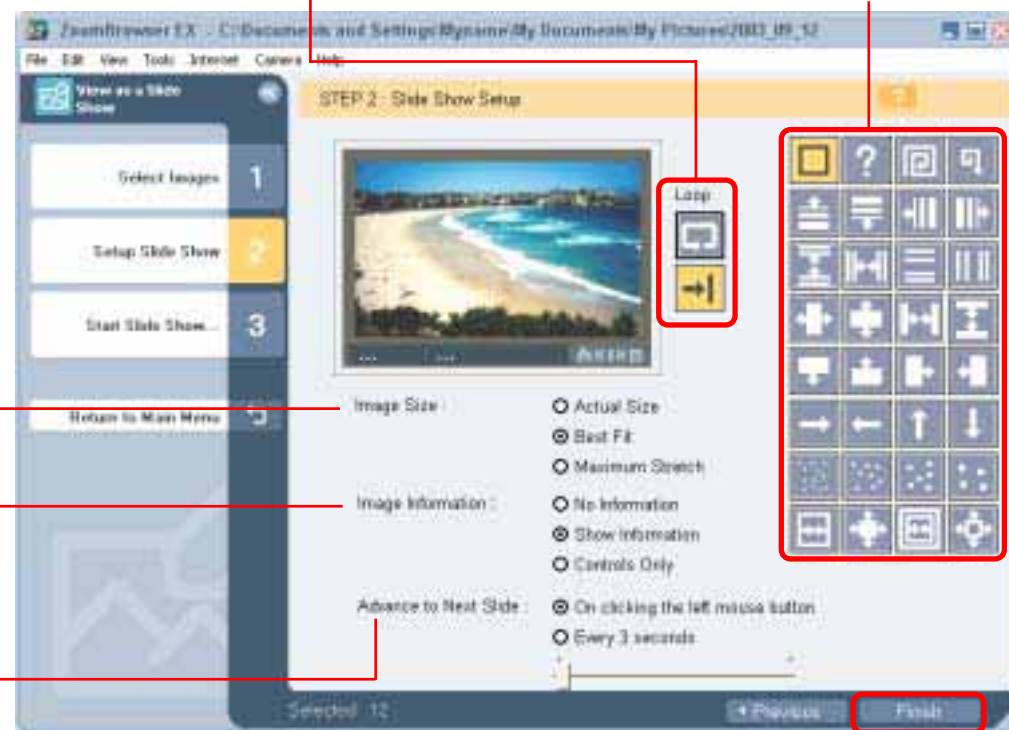 ZoomBrowser EX - C:\Documents and Settings\Myname\My Documents\My Pictures\2003_09_12
File Edit View Tools Internet Camera Help
View as a Slide
Show
STEP 2 : Slide Show Setup
?
Select Images 1
Setup Slide Show 2
Start Slide Show... 3
Return to Main Menu
Loop
?
Image Size :
Actual Size
Best Fit
Maximum Stretch
Image Information :
No Information
Show Information
Controls Only
Advance to Next Slide :
On clicking the left mouse button
Every 3 seconds
- +
Selected: 12
Previous
Finish